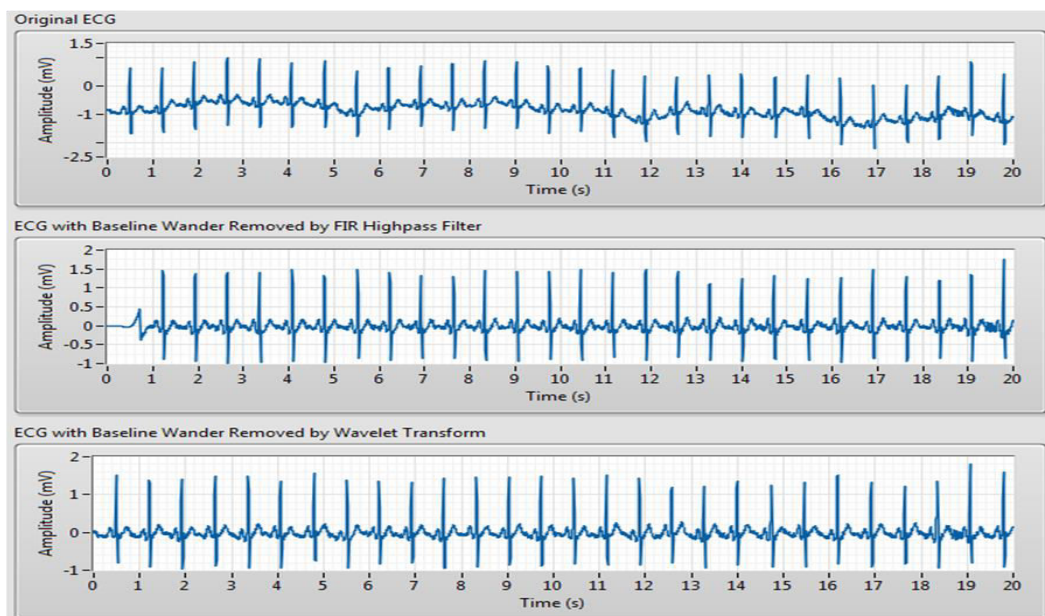 Original ECG
1.5
0
-1
-2.5
Amplitude (mV)
0 1 2 3 4 5 6 7 8 9 10 11 12 13 14 15 16 17 18 19 20
Time (s)
ECG with Baseline Wander Removed by FIR Highpass Filter
2
1.5
1
0.5
0
-0.5
-1
Amplitude (mV)
0 1 2 3 4 5 6 7 8 9 10 11 12 13 14 15 16 17 18 19 20
Time (s)
ECG with Baseline Wander Removed by Wavelet Transform
2
1
0
-1
Amplitude (mV)
0 1 2 3 4 5 6 7 8 9 10 11 12 13 14 15 16 17 18 19 20
Time (s)